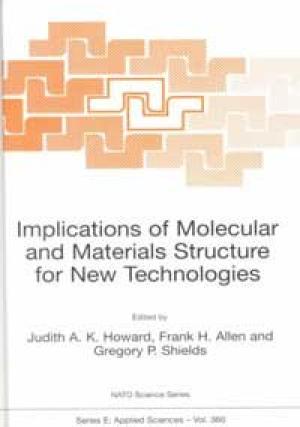 Implications of Molecular
and Materials Structure
for New Technologies
Edited by
Judith A. K. Howard, Frank H. Allen and
Gregory P. Shields
NATO Science Series
Series E: Applied Sciences – Vol. 360